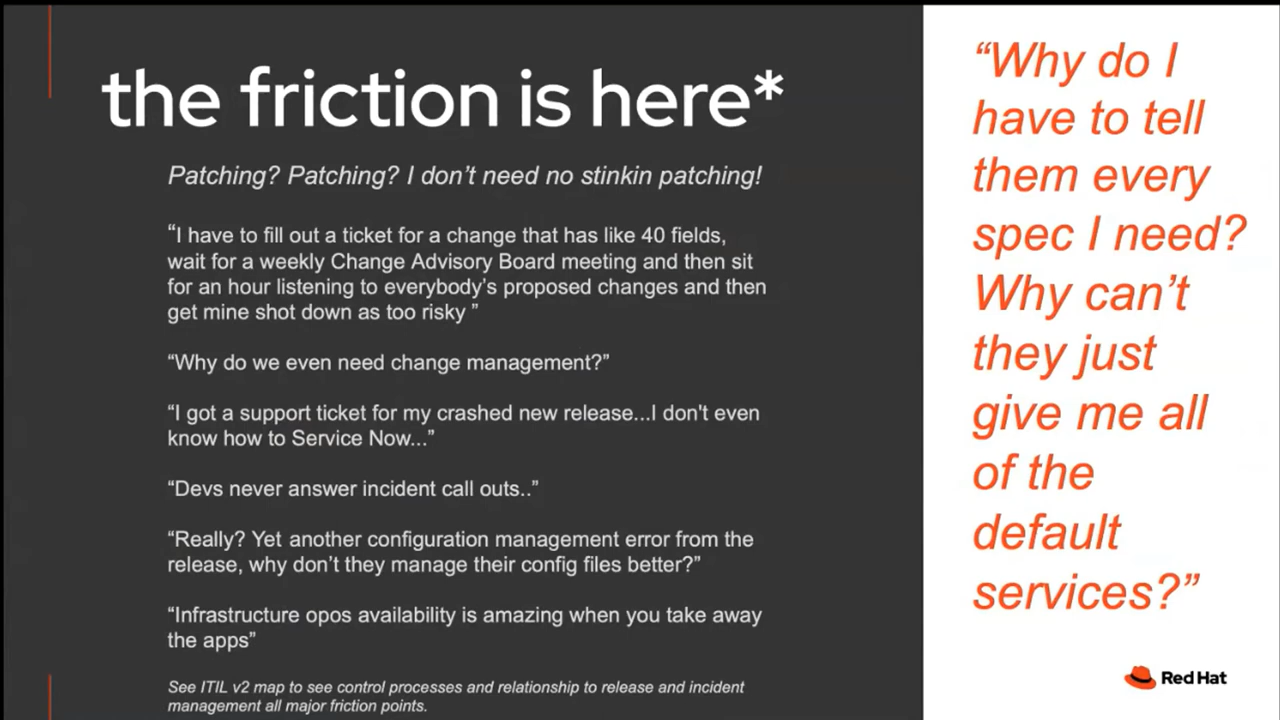 the friction is here*
Patching? Patching? I don't need no stinkin patching!
“I have to fill out a ticket for a change that has like 40 fields,
wait for a weekly Change Advisory Board meeting and then sit
for an hour listening to everybody's proposed changes and then
get mine shot down as too risky ”
“Why do we even need change management?”
“I got a support ticket for my crashed new release...I don't even
know how to Service Now...”
“Devs never answer incident call outs..”
“Really? Yet another configuration management error from the
release, why don't they manage their config files better?”
“Infrastructure opos availability is amazing when you take away
the apps”
See ITIL v2 map to see control processes and relationship to release and incident
management all major friction points.
“Why do I
have to tell
them every
spec I need?
Why can't
they just
give me all
of the
default
services?”
Red Hat